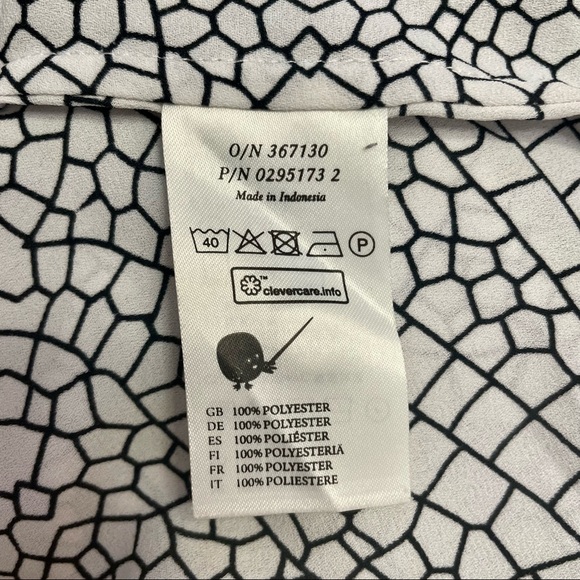 O/N 367130
P/N 0295173 2
Made in Indonesia
40 P
clevercare.info™
GB 100% POLYESTER
DE 100% POLYESTER
ES 100% POLIÉSTER
FI 100% POLYESTERIÄ
FR 100% POLYESTER
IT 100% POLIESTERE